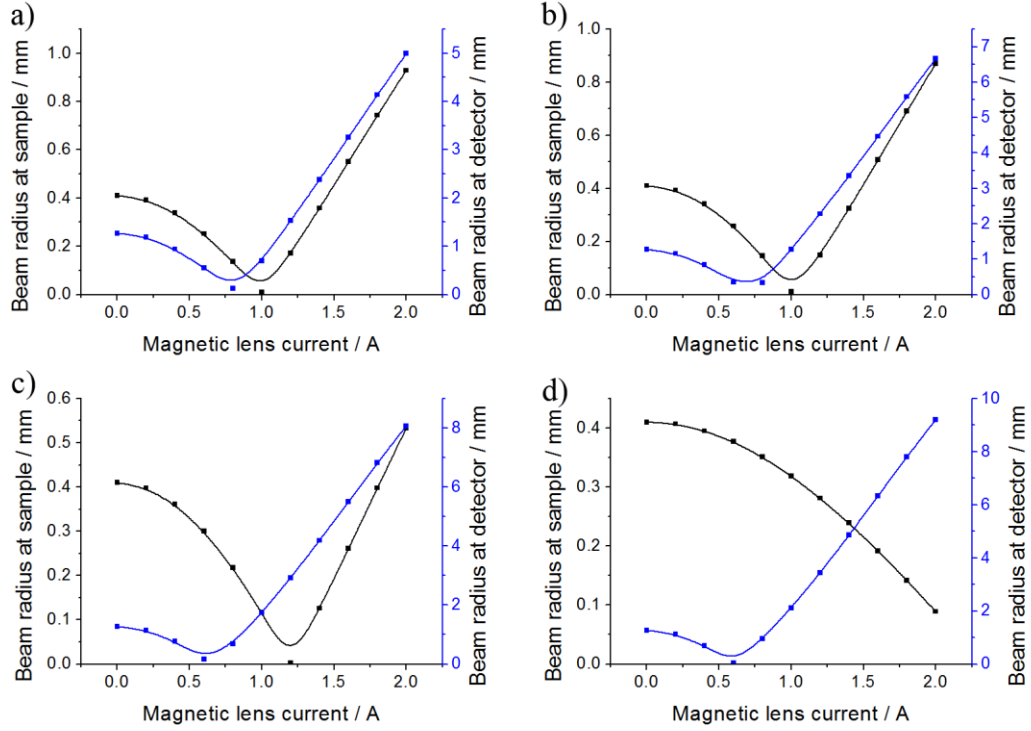 a)
Beam radius at sample / mm
1.0
0.8
0.6
0.4
0.2
0.0
0.0 0.5 1.0 1.5 2.0
Magnetic lens current / A
5
4
3
2
1
0
Beam radius at detector / mm
b)
Beam radius at sample / mm
1.0
0.8
0.6
0.4
0.2
0.0
0.0 0.5 1.0 1.5 2.0
Magnetic lens current / A
7
6
5
4
3
2
1
0
Beam radius at detector / mm
c)
Beam radius at sample / mm
0.6
0.5
0.4
0.3
0.2
0.1
0.0
0.0 0.5 1.0 1.5 2.0
Magnetic lens current / A
8
6
4
2
0
Beam radius at detector / mm
d)
Beam radius at sample / mm
0.4
0.3
0.2
0.1
0.0
0.0 0.5 1.0 1.5 2.0
Magnetic lens current / A
10
8
6
4
2
0
Beam radius at detector / mm